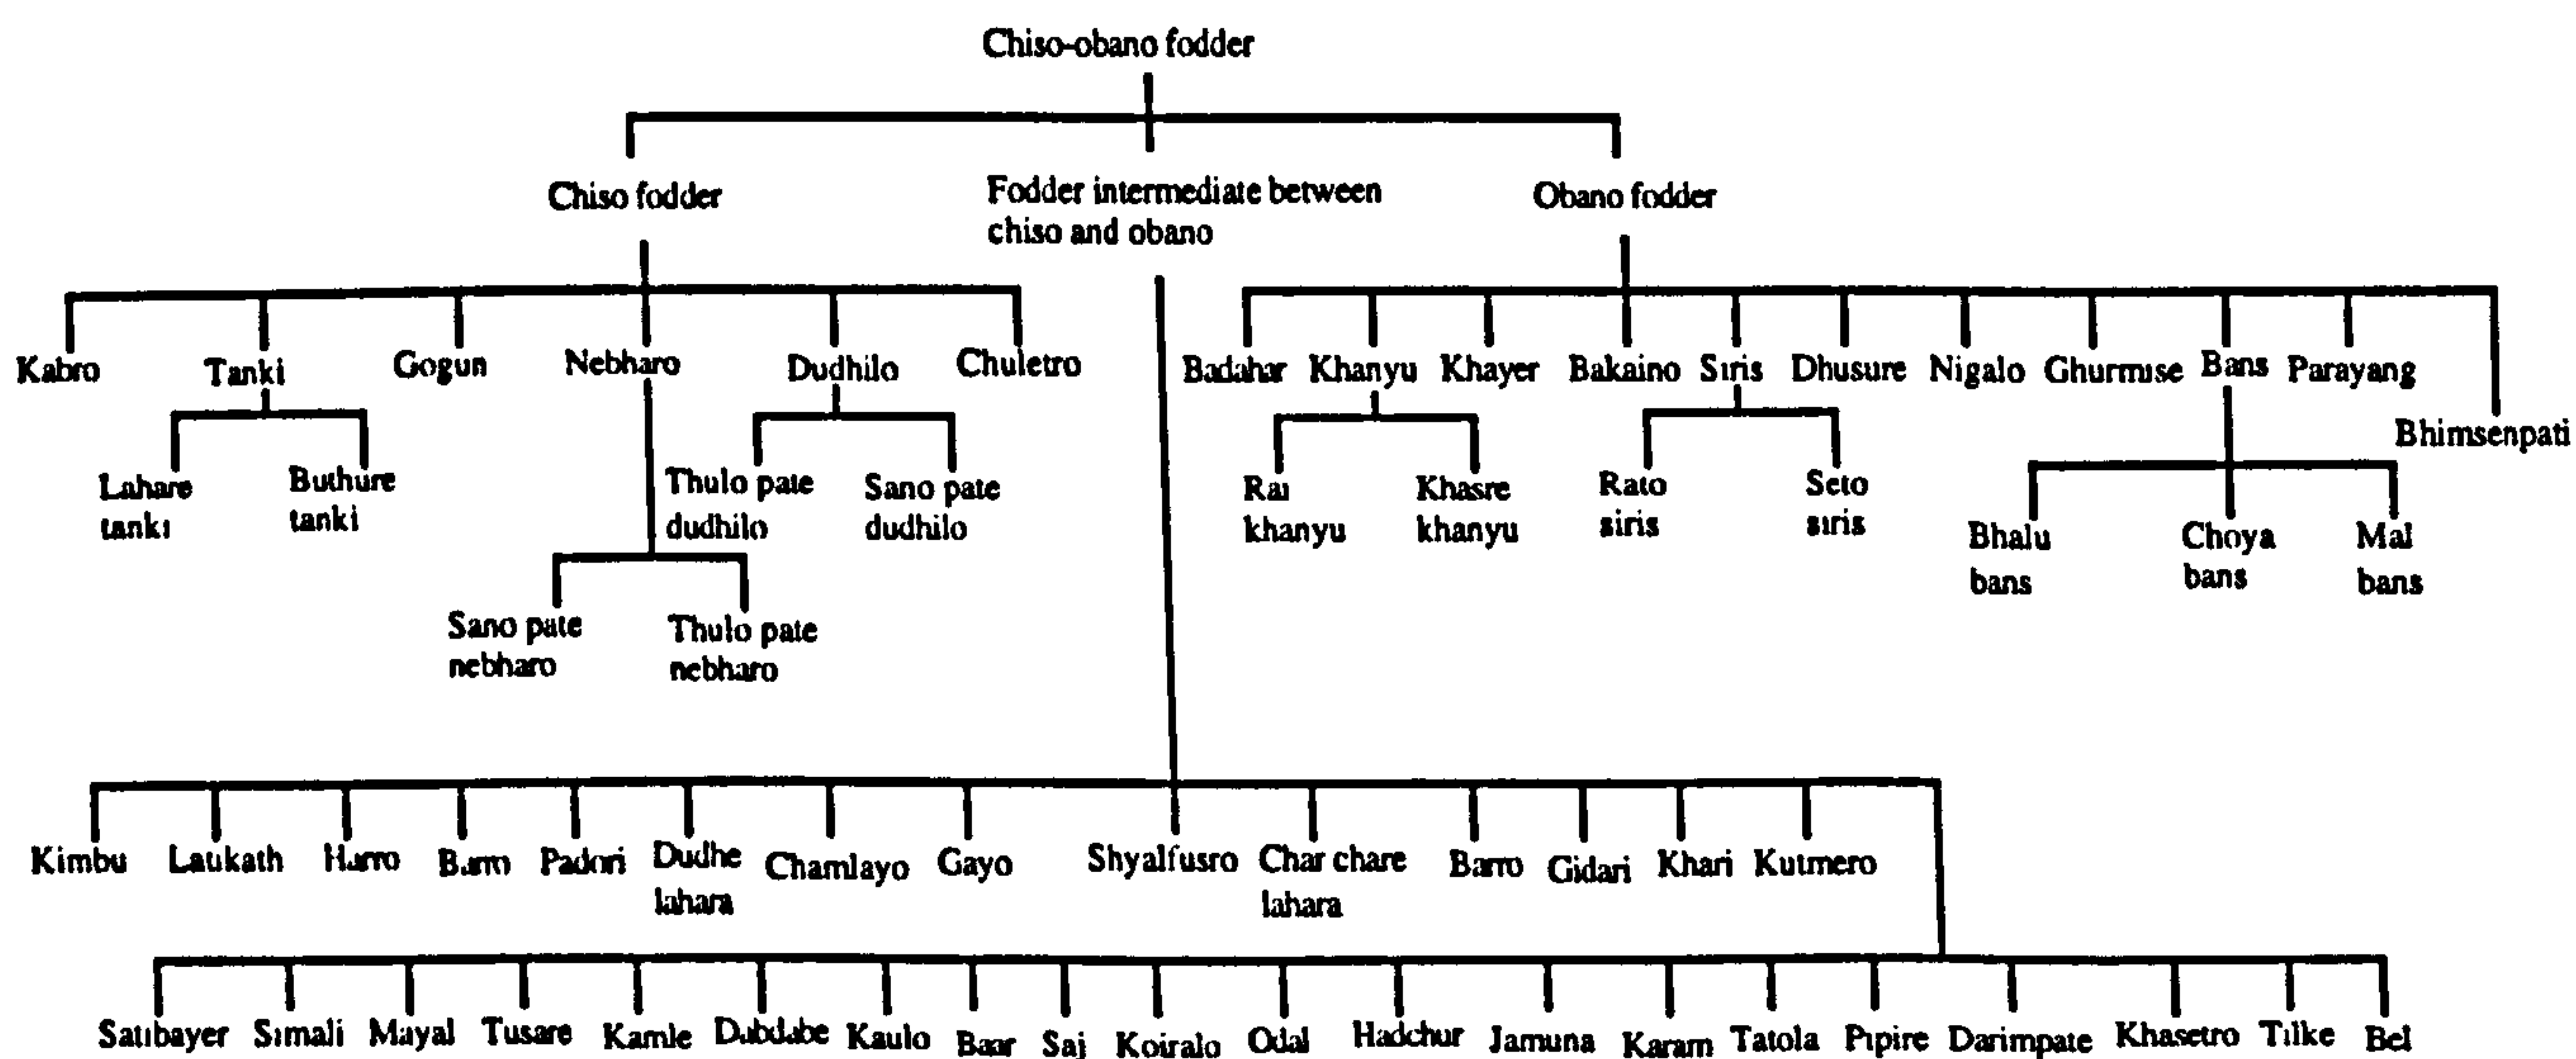 Chiso-obano fodder
Chiso fodder
Fodder intermediate between
chiso and obano
Obano fodder
Kabro Tanki Gogun Nebharo Dudhilo Chuletro
Badahar Khanyu Khayer Bakaino Siris Dhusure Nigalo Ghurmise Bans Parayang
Bhimsenpati
Lahare
tanki
Buthure
tanki
Thulo pate
dudhilo
Sano pate
dudhilo
Rai
khanyu
Khasre
khanyu
Rato
siris
Seto
siris
Bhalu
bans
Choya
bans
Mal
bans
Sano pate
nebharo
Thulo pate
nebharo
Kimbu Laukath Harro Padori Dudhe Chamlayo Gayo Shyalfusro Char chare Barro Gidari Khari Kutmero
lahara lahara
Satibayer Simali Mayal Tusare Kamle Dabdabe Kaulo Baar Saj Koiralo Odal Hadchur Jamuna Karam Tatola Pipire Darimpate Khasetro Tilke Bel